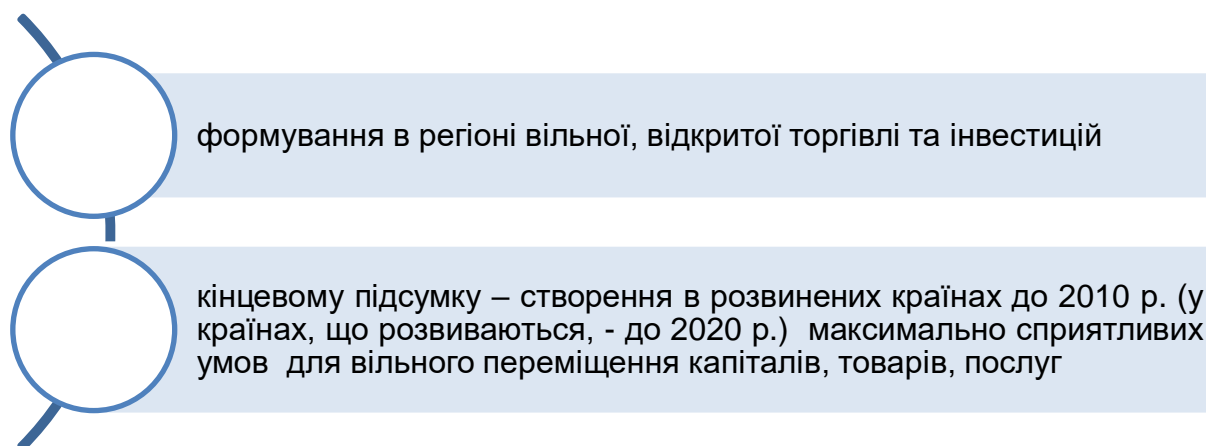 формування в регіоні вільної, відкритої торгівлі та інвестицій
кінцевому підсумку – створення в розвинених країнах до 2010 р. (у
країнах, що розвиваються, - до 2020 р.) максимально сприятливих
умов для вільного переміщення капіталів, товарів, послуг